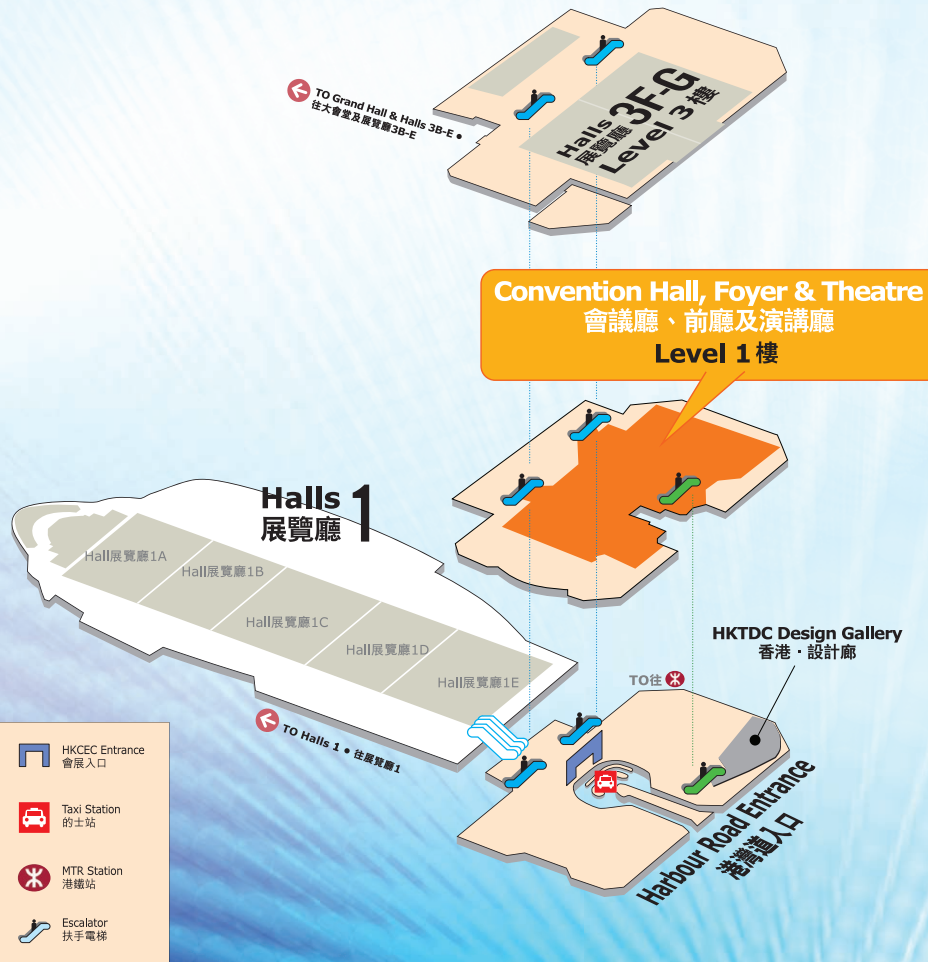 TO Grand Hall & Halls 3B-E •
往大會堂及展覽廳3B-E
Halls 3F-G
展覽廳
Level 3 樓
Convention Hall, Foyer & Theatre
會議廳、前廳及演講廳
Level 1 樓
Halls 1
展覽廳
Hall展覽廳1A
Hall展覽廳1B
Hall展覽廳1C
Hall展覽廳1D
Hall展覽廳1E
HKTDC Design Gallery
香港・設計廊
TO往
TO Halls 1 • 往展覽廳1
Harbour Road Entrance
港灣道入口
HKCEC Entrance
會展入口
Taxi Station
的士站
MTR Station
港鐵站
Escalator
扶手電梯